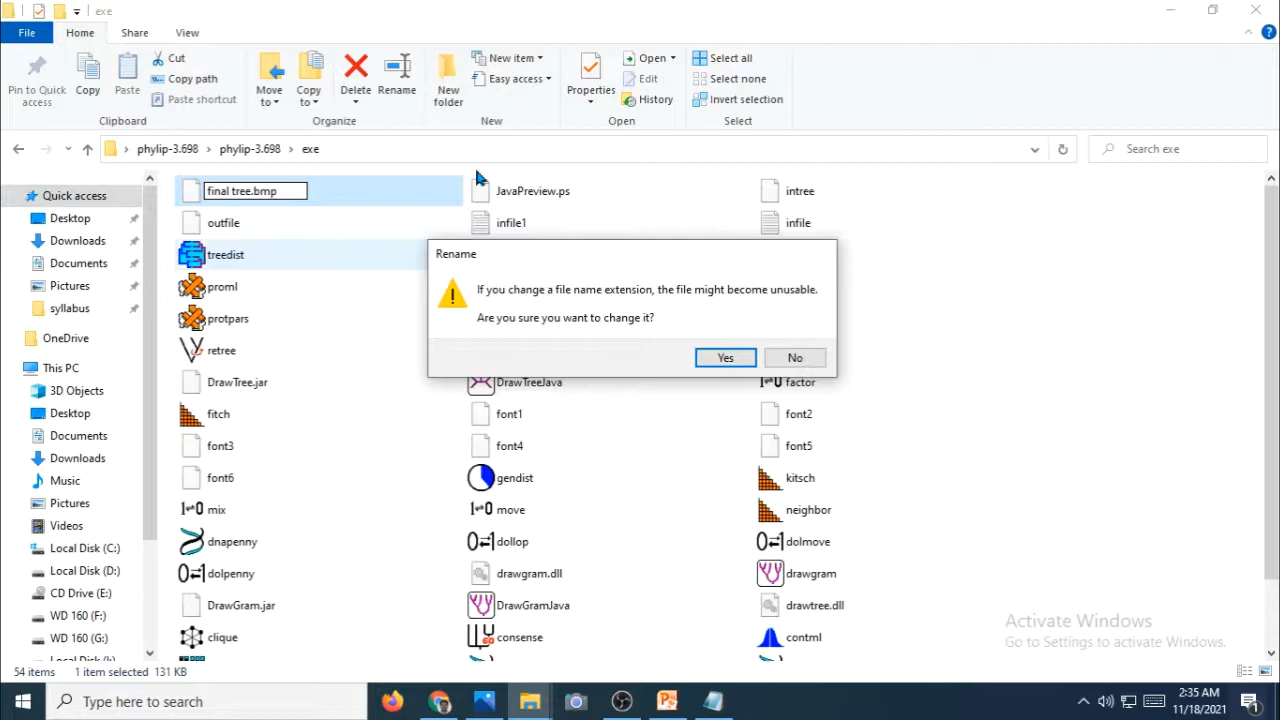 exe
File
Home
Share
View
Pin to Quick access
Copy
Paste
Cut
Copy path
Paste shortcut
Clipboard
Move to
Copy to
Delete
Rename
Organize
New folder
New item
Easy access
New
Properties
Open
Edit
History
Open
Select all
Select none
Invert selection
Select
phylip-3.698 > phylip-3.698 > exe
Search exe
Quick access
Desktop
Downloads
Documents
Pictures
syllabus
OneDrive
This PC
3D Objects
Desktop
Documents
Downloads
Music
Pictures
Videos
Local Disk (C:)
Local Disk (D:)
CD Drive (E:)
WD 160 (F:)
WD 160 (G:)
final tree.bmp
JavaPreview.ps
intree
outfile
infile1
infile
treedist
proml
protpars
retree
DrawTree.jar
DrawTreeJava
factor
fitch
font1
font2
font3
font4
font5
font6
gendist
kitsch
mix
move
neighbor
dnapenny
dollop
dolmove
dolpenny
drawgram.dll
drawgram
DrawGram.jar
DrawGramJava
drawtree.dll
clique
consense
contml
Rename
If you change a file name extension, the file might become unusable.
Are you sure you want to change it?
Yes
No
Activate Windows
Go to Settings to activate Windows.
54 items
1 item selected 131 KB
Type here to search
2:35 AM
11/18/2021